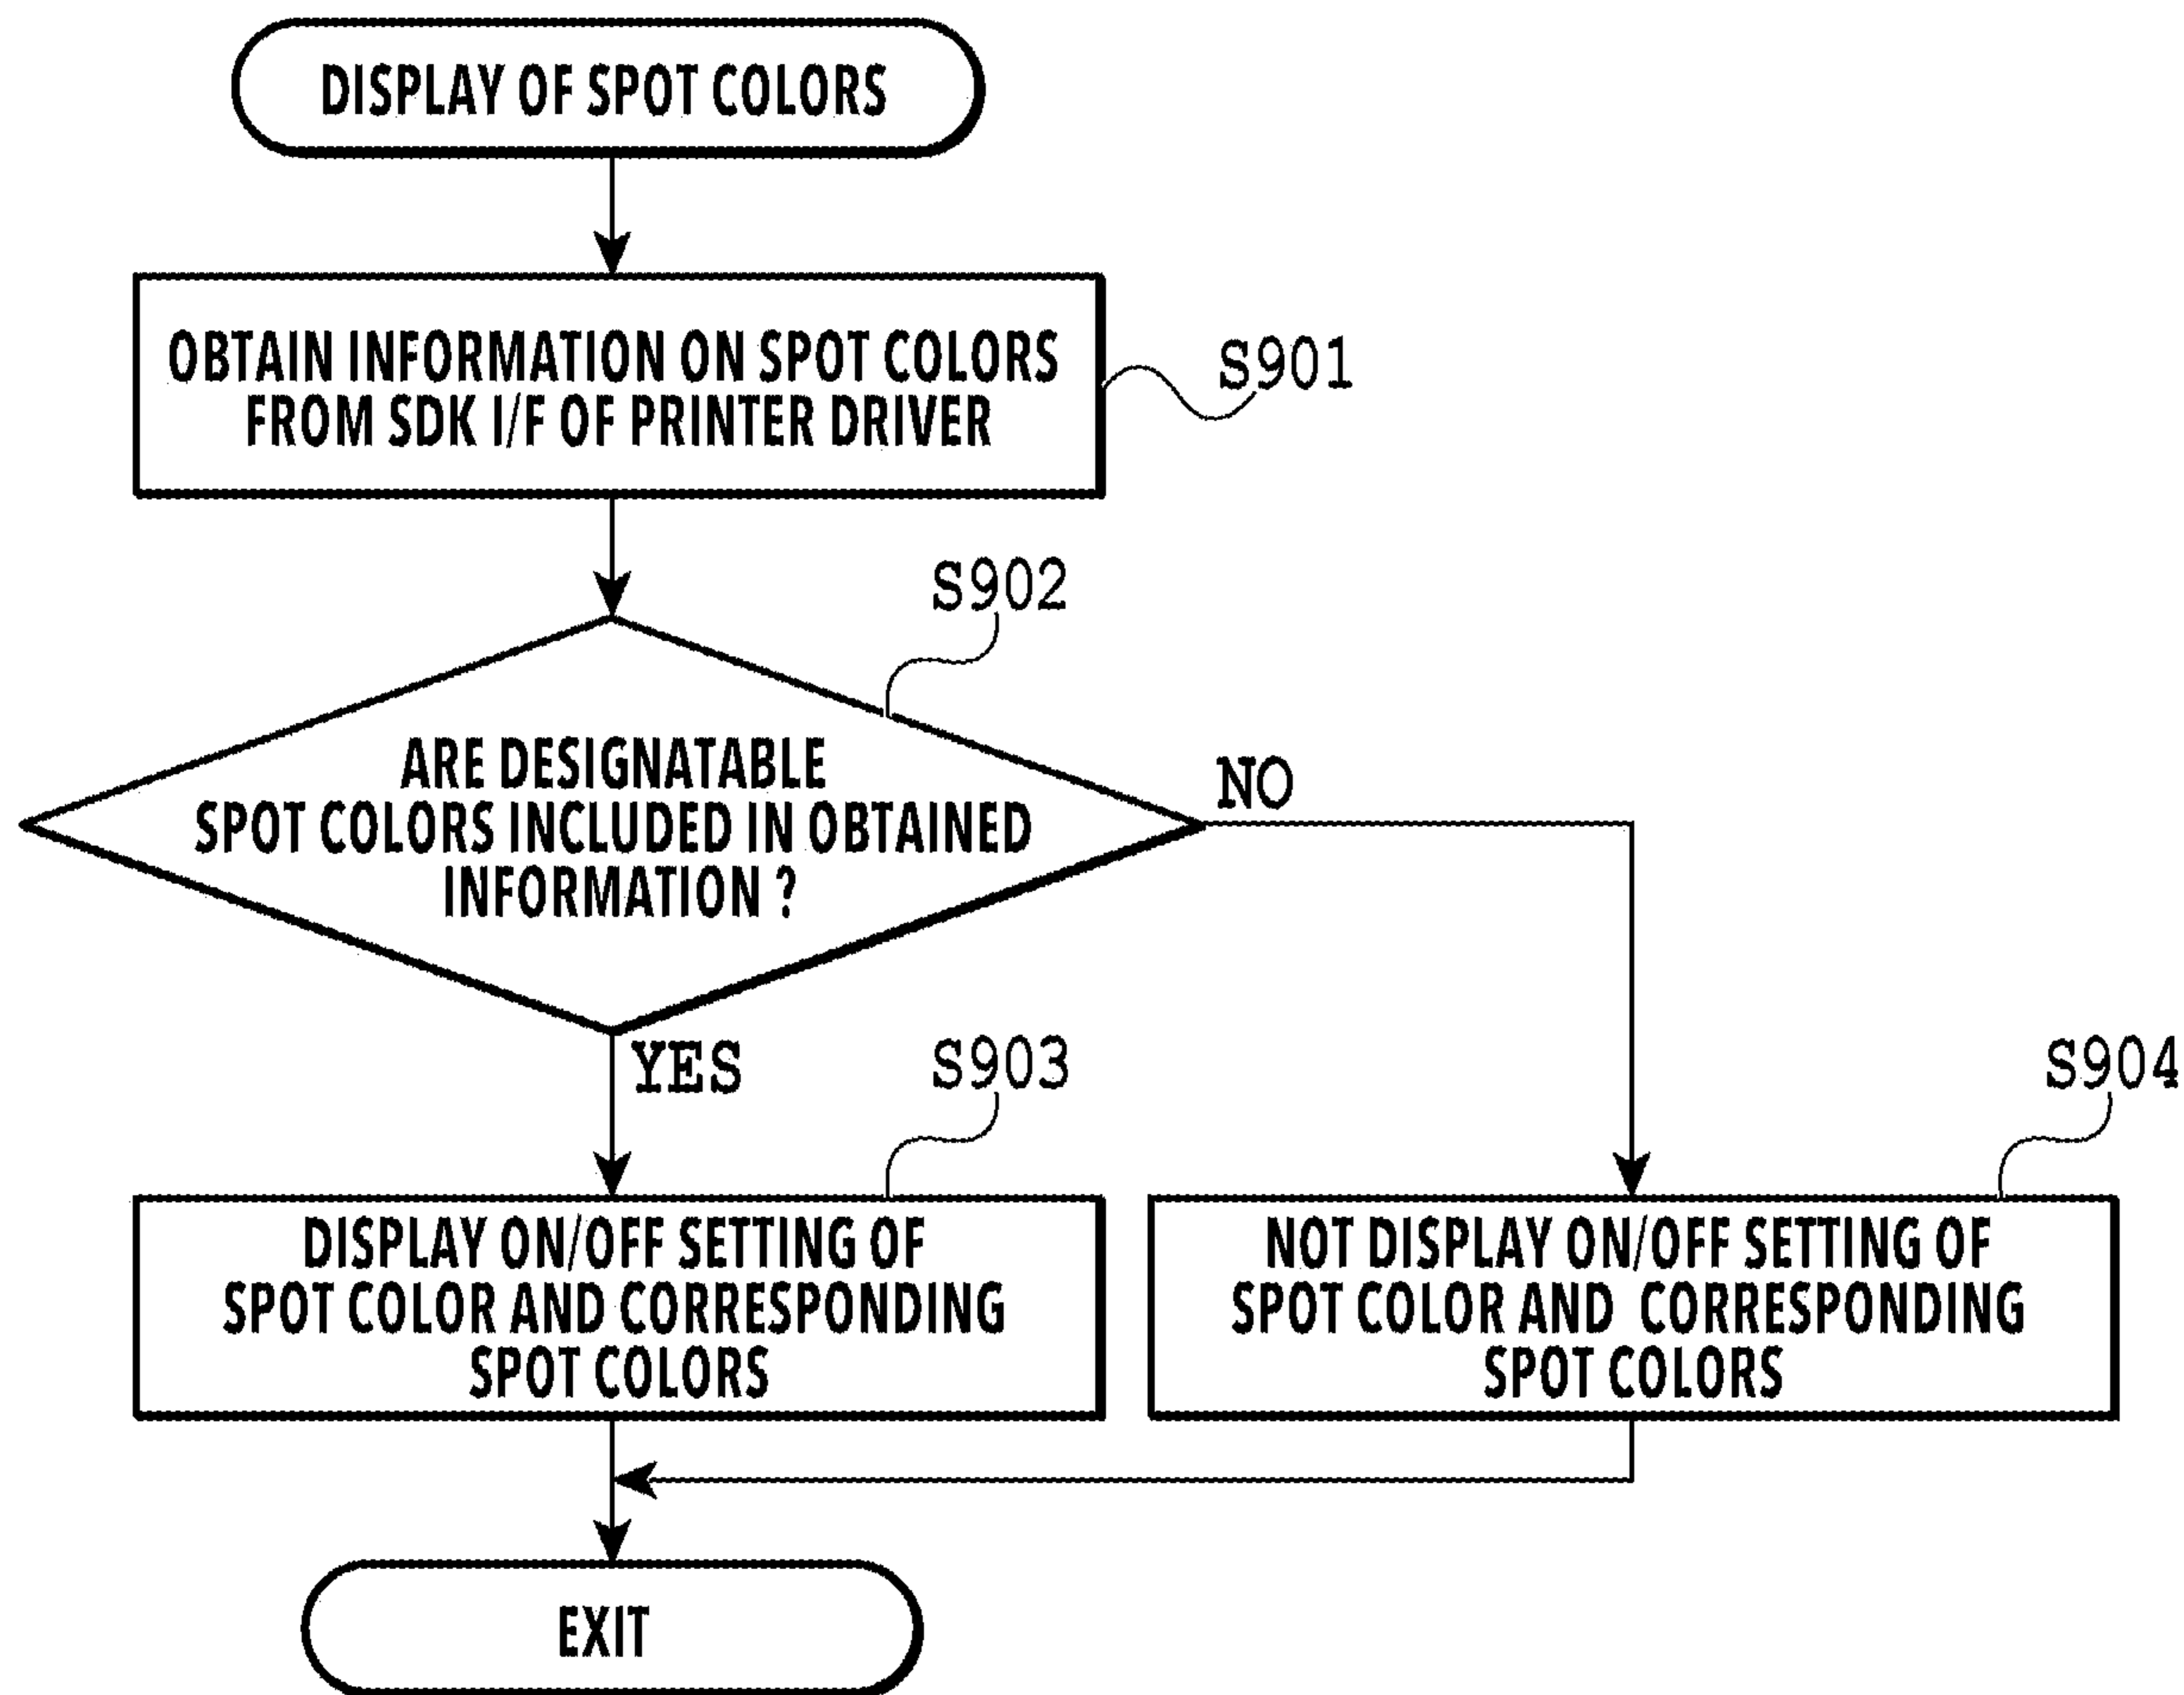 DISPLAY OF SPOT COLORS
OBTAIN INFORMATION ON SPOT COLORS
FROM SDK I/F OF PRINTER DRIVER
S901
S902
ARE DESIGNATABLE
SPOT COLORS INCLUDED IN OBTAINED
INFORMATION ?
NO
YES
S903
S904
DISPLAY ON/OFF SETTING OF
SPOT COLOR AND CORRESPONDING
SPOT COLORS
NOT DISPLAY ON/OFF SETTING OF
SPOT COLOR AND CORRESPONDING
SPOT COLORS
EXIT